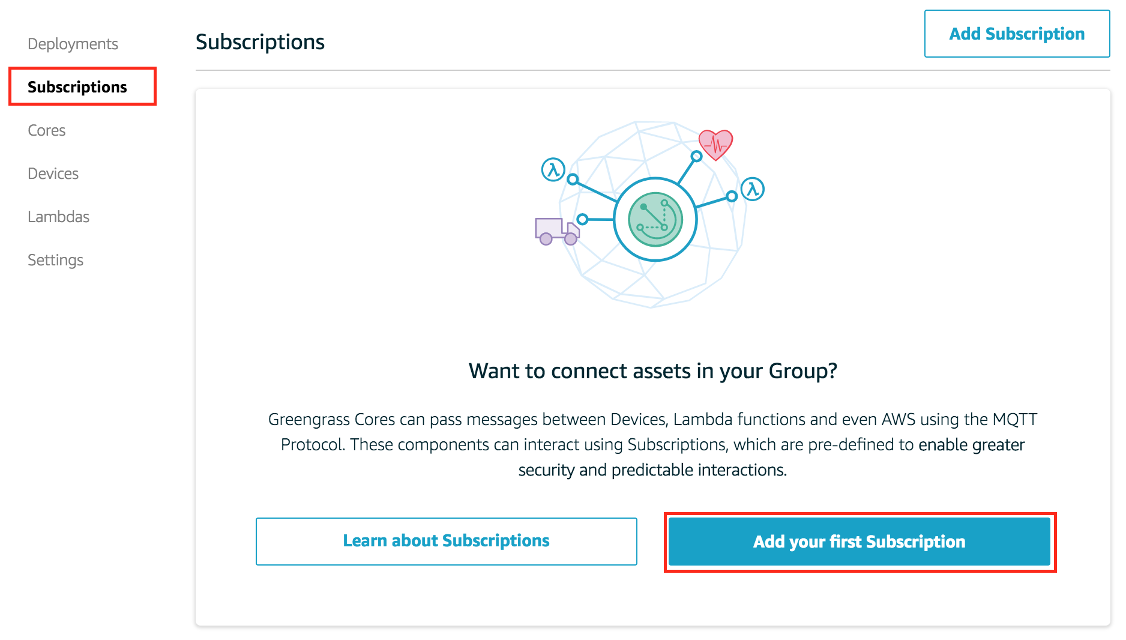 Deployments
Subscriptions
Cores
Devices
Lambdas
Settings
Subscriptions
Add Subscription
λ
λ
Want to connect assets in your Group?
Greengrass Cores can pass messages between Devices, Lambda functions and even AWS using the MQTT
Protocol. These components can interact using Subscriptions, which are pre-defined to enable greater
security and predictable interactions.
Learn about Subscriptions
Add your first Subscription